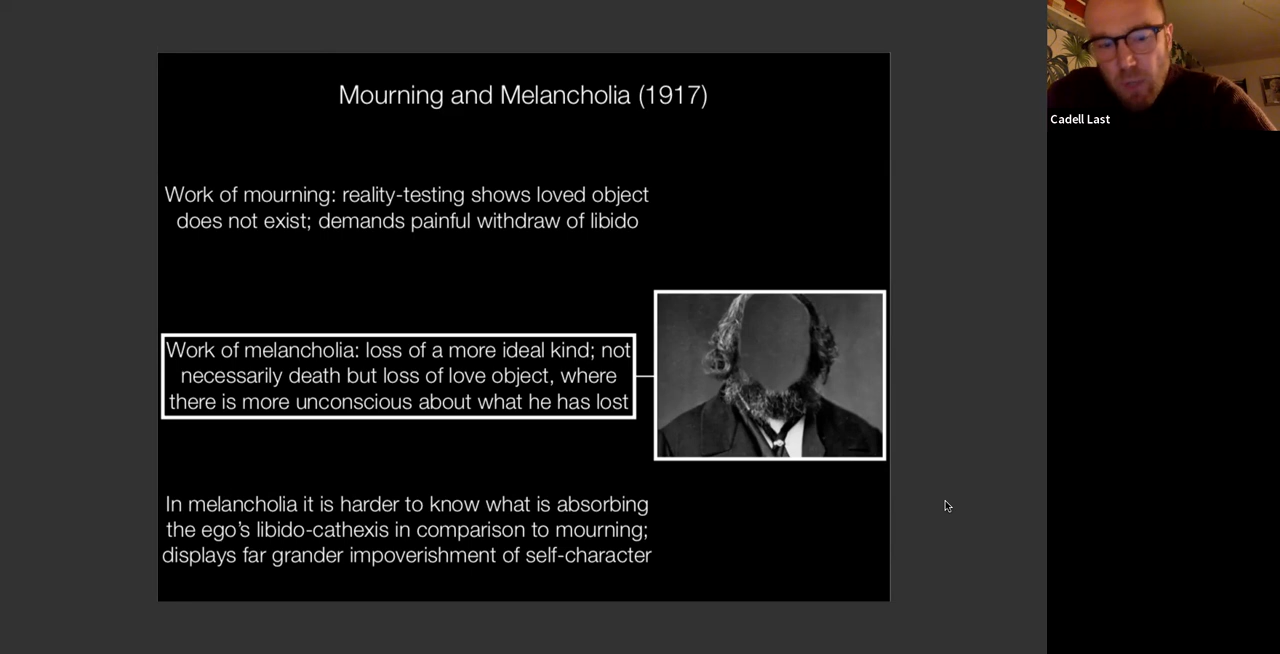 Mourning and Melancholia (1917)
Work of mourning: reality-testing shows loved object
does not exist; demands painful withdraw of libido
Work of melancholia: loss of a more ideal kind; not
necessarily death but loss of love object, where
there is more unconscious about what he has lost
In melancholia it is harder to know what is absorbing
the ego’s libido-cathexis in comparison to mourning;
displays far grander impoverishment of self-character
Cadell Last